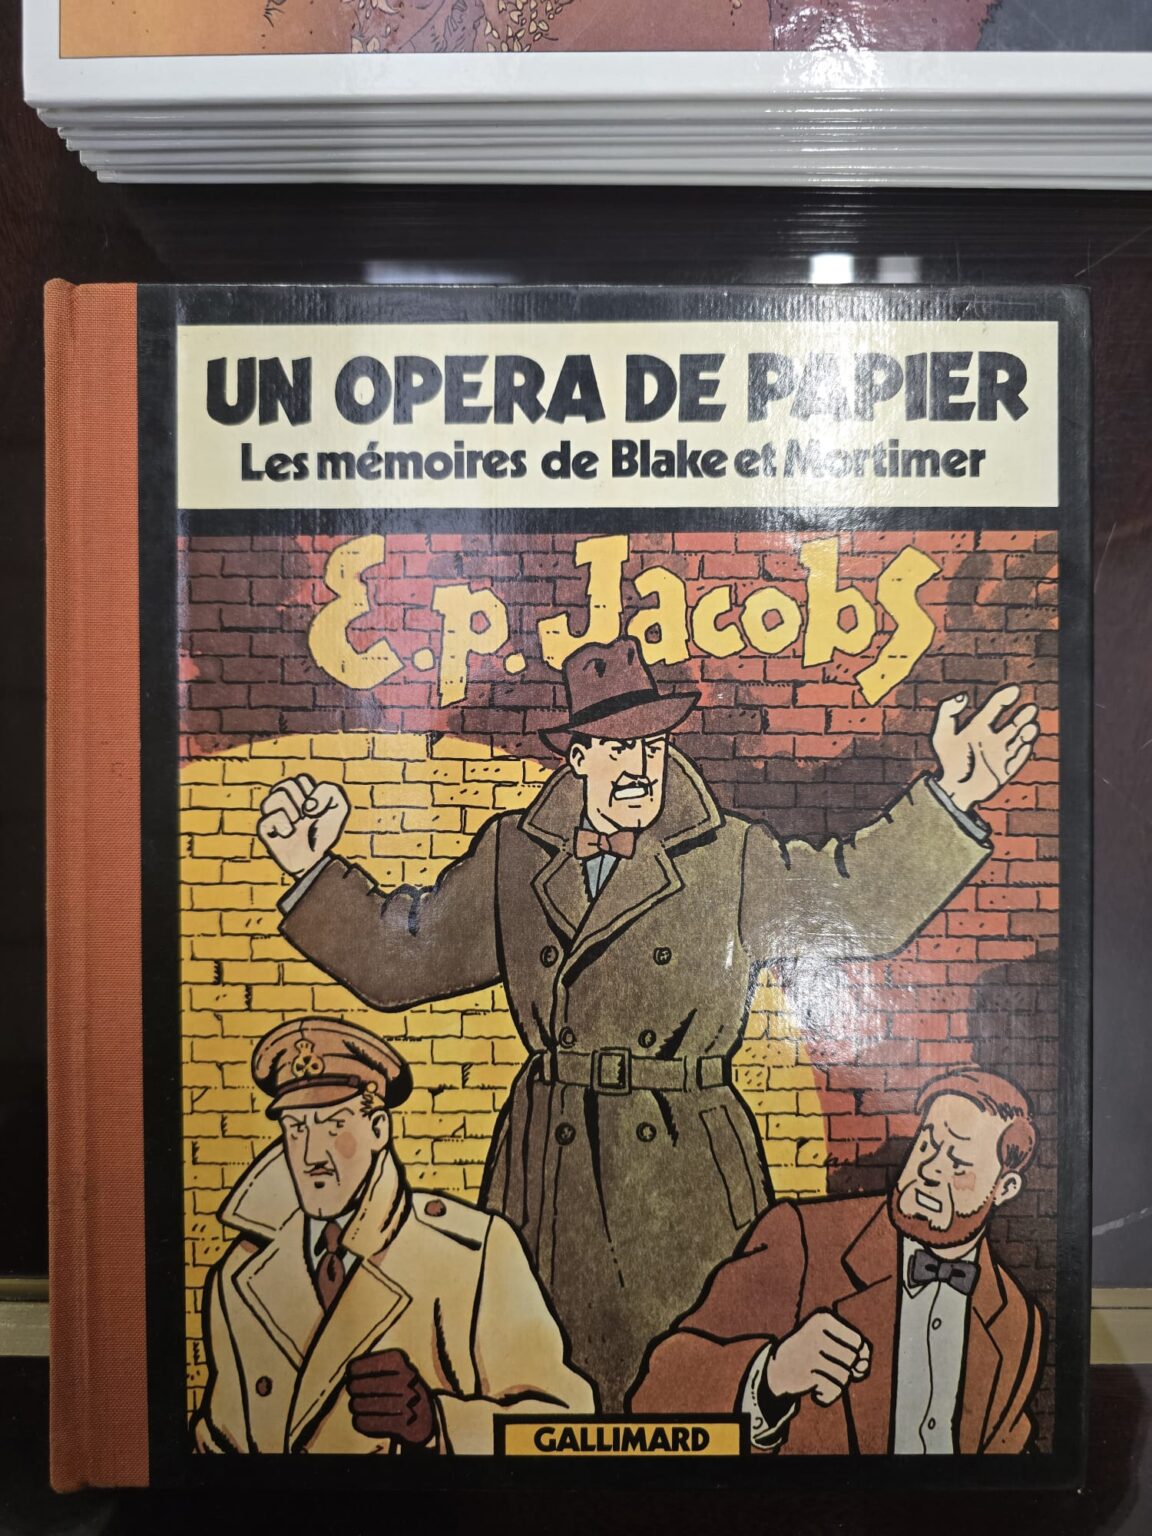 UN OPERA DE PAPIER
Les mémoires de Blake et Mortimer
E.P. Jacobs
GALLIMARD